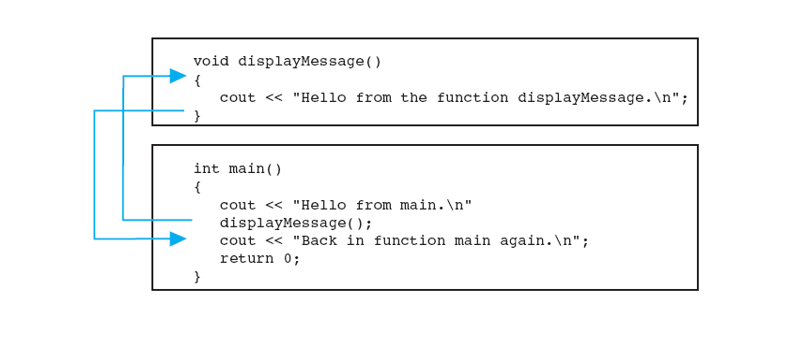 void displayMessage()
{
cout << "Hello from the function displayMessage.\n";
}
int main()
{
cout << "Hello from main.\n"
displayMessage();
cout << "Back in function main again.\n";
return 0;
}